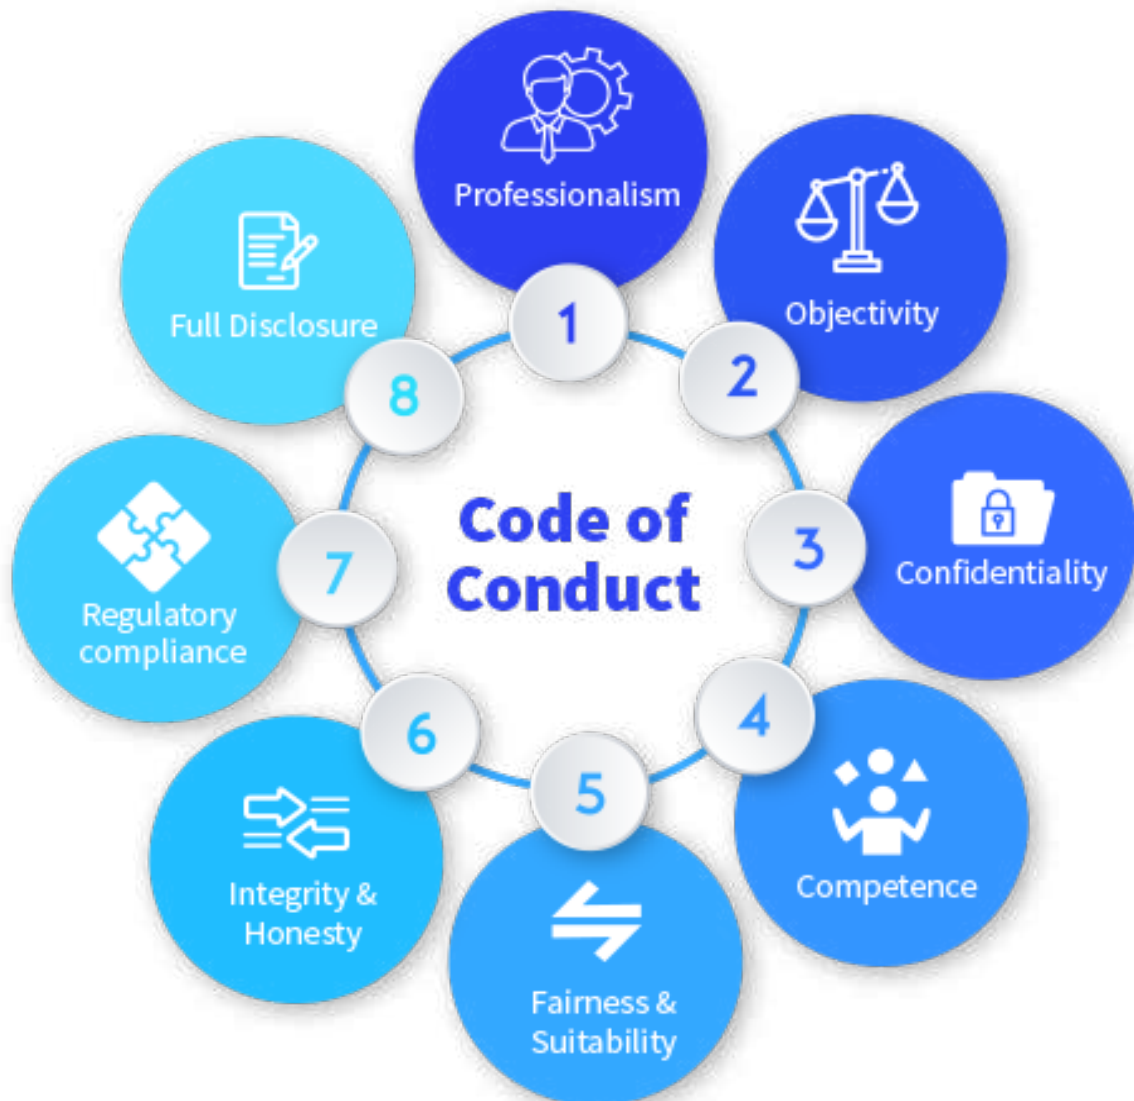 Professionalism
1
Objectivity
2
Confidentiality
3
Competence
4
Fairness &
Suitability
5
Integrity &
Honesty
6
Regulatory
compliance
7
Full Disclosure
8
Code of
Conduct